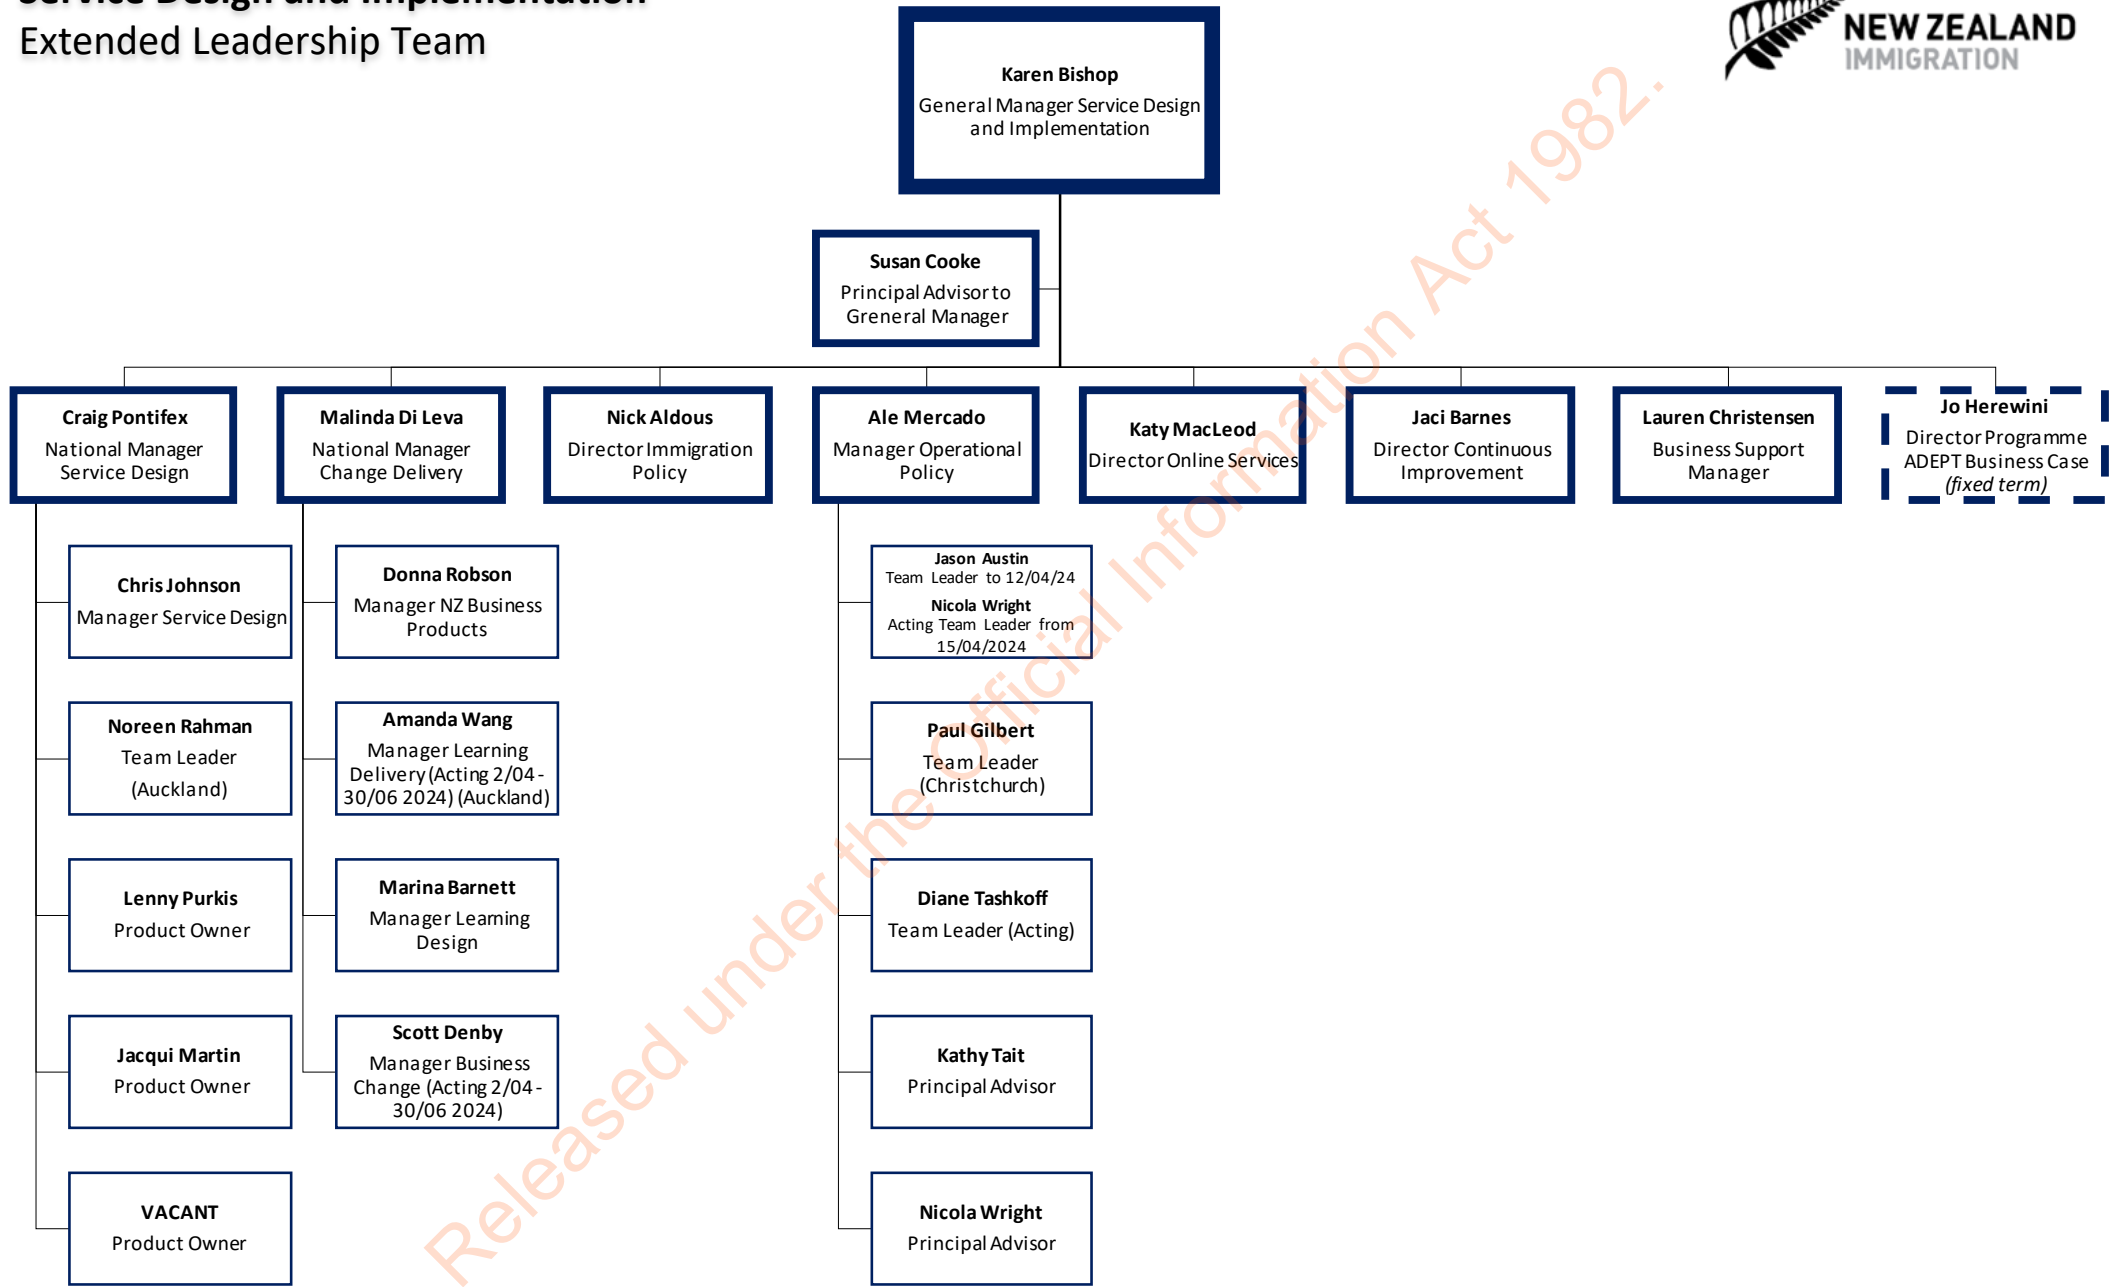 Service Design and Implementation
Extended Leadership Team
NEW ZEALAND
IMMIGRATION
Karen Bishop
General Manager Service Design
and Implementation
Susan Cooke
Principal Advisor to
Greneral Manager
Craig Pontifex
National Manager
Service Design
Malinda Di Leva
National Manager
Change Delivery
Nick Aldous
Director Immigration
Policy
Ale Mercado
Manager Operational
Policy
Katy MacLeod
Director Online Services
Jaci Barnes
Director Continuous
Improvement
Lauren Christensen
Business Support
Manager
Jo Herewini
Director Programme
ADEPT Business Case
(fixed term)
Chris Johnson
Manager Service Design
Noreen Rahman
Team Leader
(Auckland)
Lenny Purkis
Product Owner
Jacqui Martin
Product Owner
VACANT
Product Owner
Donna Robson
Manager NZ Business
Products
Amanda Wang
Manager Learning
Delivery (Acting 2/04 -
30/06 2024) (Auckland)
Marina Barnett
Manager Learning
Design
Scott Denby
Manager Business
Change (Acting 2/04 -
30/06 2024)
Jason Austin
Team Leader to 12/04/24
Nicola Wright
Acting Team Leader from
15/04/2024
Paul Gilbert
Team Leader
(Christchurch)
Diane Tashkoff
Team Leader (Acting)
Kathy Tait
Principal Advisor
Nicola Wright
Principal Advisor
Released under the Official Information Act 1982.